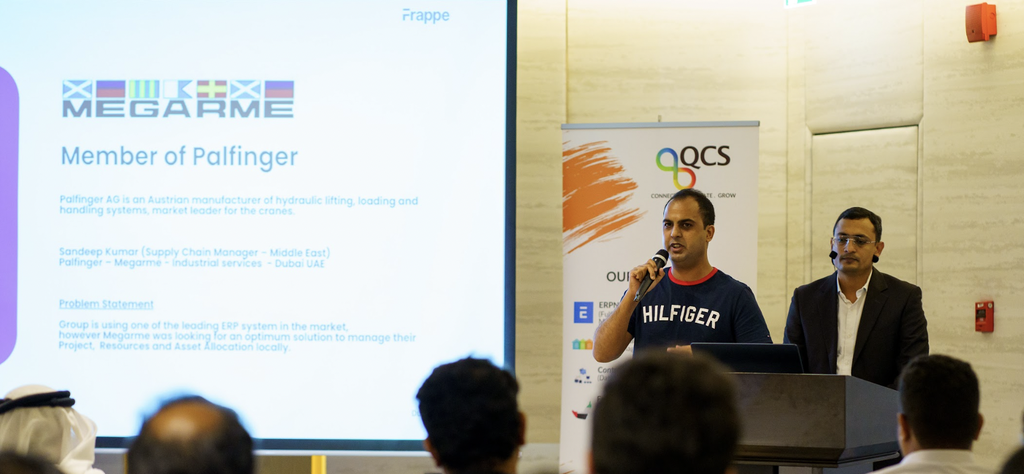 Frappe
MEGARME
Member of Palfinger
Palfinger AG is an Austrian manufacturer of hydraulic lifting, loading and
handling systems, market leader for the cranes.
Sandeep Kumar (Supply Chain Manager - Middle East)
Palfinger - Megarme - Industrial services - Dubai UAE
Problem Statement
Group is using one of the leading ERP system in the market,
however Megarme was looking for an optimum solution to manage their
Project, Resources and Asset Allocation locally.
QCS
GROW
OUR
E
HILFIGER